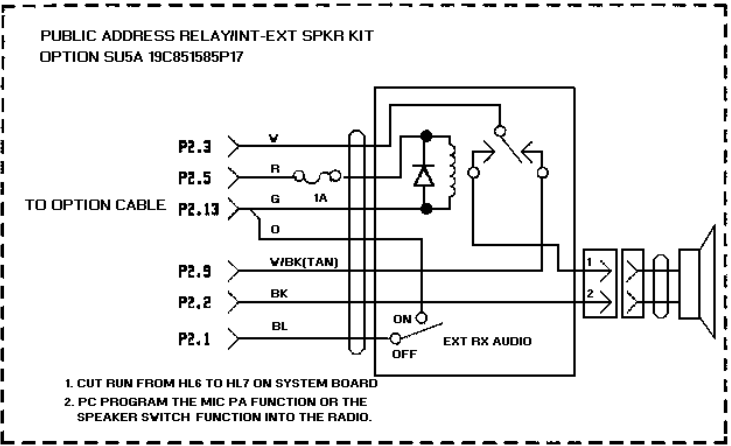 PUBLIC ADDRESS RELAY/INT-EXT SPKR KIT
OPTION SU5A 19C851585P17
P2.3
W
P2.5
R
1A
TO OPTION CABLE
P2.13
G
O
P2.9
W/BK(TAN)
1
P2.2
BK
2
P2.1
BL
ON
OFF
EXT RX AUDIO
1. CUT RUN FROM HL6 TO HL7 ON SYSTEM BOARD
2. PC PROGRAM THE MIC PA FUNCTION OR THE
SPEAKER SWITCH FUNCTION INTO THE RADIO.